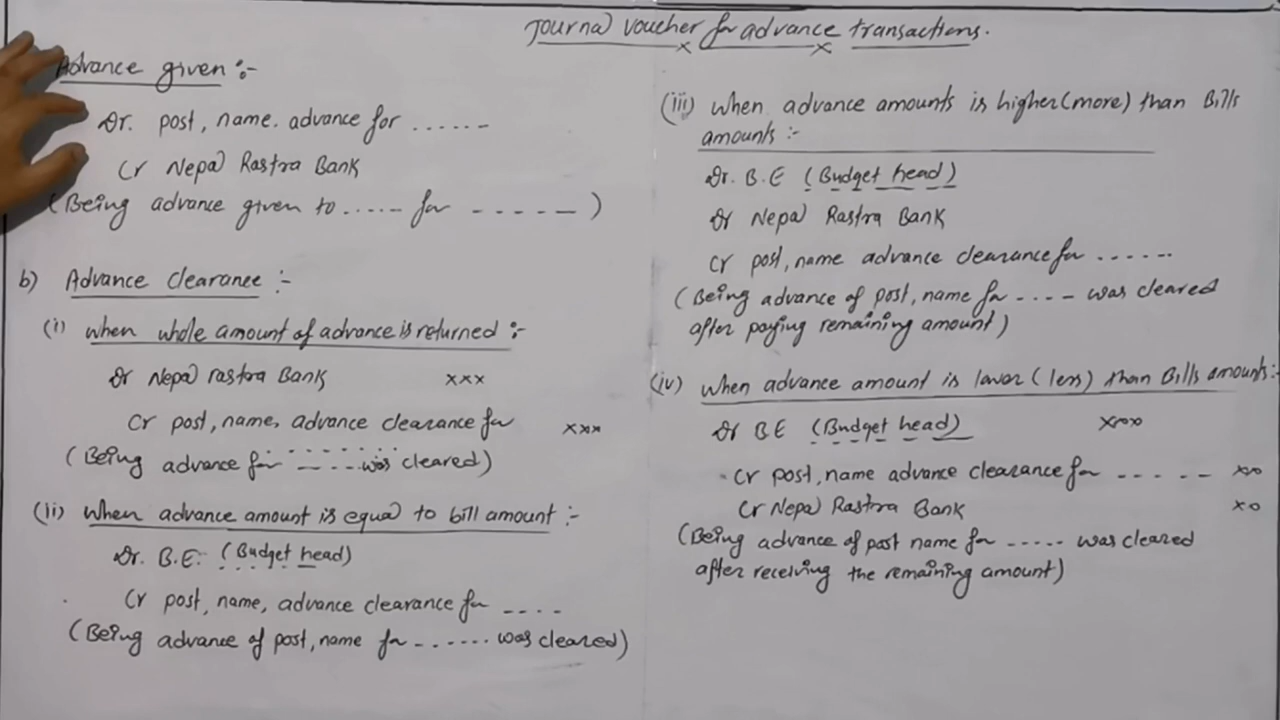 Journal voucher for advance transactions.
Advance given :-
Dr. post, name. advance for ......
Cr Nepal Rastra Bank
(Being advance given to ..... for ----- )
b) Advance Clearance :-
(i) when whole amount of advance is returned :-
Dr Nepal rastra Bank xxx
Cr post, name, advance clearance for xxx
(Being advance for ......... was cleared)
(ii) When advance amount is equal to bill amount :-
Dr. B.E. (Budget head)
Cr post, name, advance clearance for ----
(Being advance of post, name for ....... was cleared)
(iii) when advance amounts is higher (more) than Bills
amounts :-
Dr. B.E (Budget head)
Dr Nepal Rastra Bank
Cr post, name advance clearance for ......
(Being advance of post, name for .... was cleared
after paying remaining amount)
(iv) When advance amount is lower (less) than Bills amounts:-
Dr B.E (Budget head) xxxx
Cr post, name advance clearance for ----- xxo
Cr Nepal Rastra Bank xo
(Being advance of post name for ..... was cleared
after receiving the remaining amount)